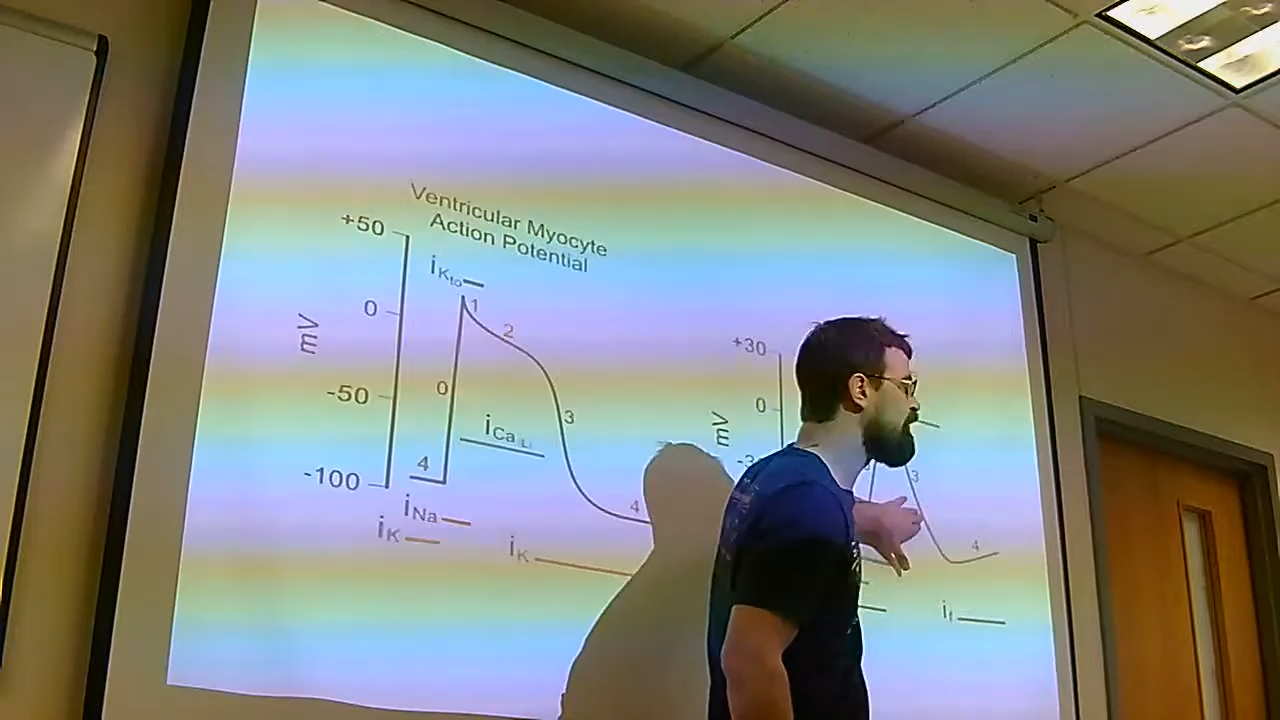 Ventricular Myocyte
Action Potential
+50
0
-50
-100
mV
iKto
1
2
0
3
iCa(L)
4
4
iNa
iK
iK
+30
0
mV
3
4
if